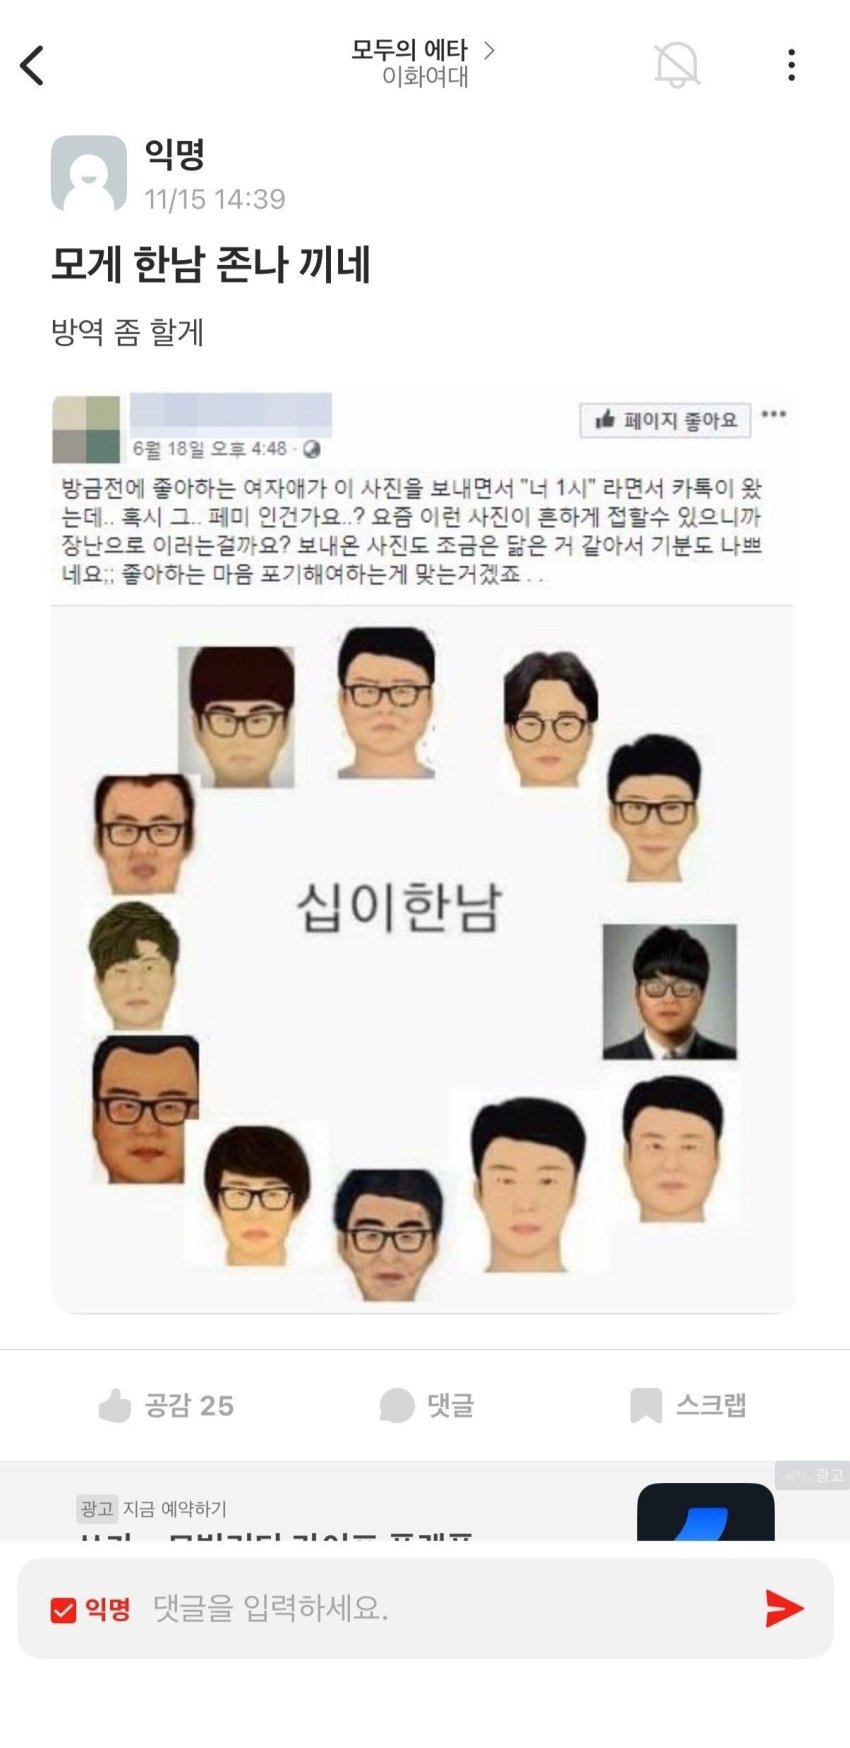 모두의 에타
이화여대
익명
11/15 14:39
모게 한남 존나 끼네
방역 좀 할게
6월 18일 오후 4:48 ·
페이지 좋아요
방금전에 좋아하는 여자애가 이 사진을 보내면서 "너 1시" 라면서 카톡이 왔
는데.. 혹시 그.. 페미 인건가요..? 요즘 이런 사진이 흔하게 접할수 있으니까
장난으로 이러는걸까요? 보내온 사진도 조금은 닮은 거 같아서 기분도 나쁘
네요;; 좋아하는 마음 포기해여하는게 맞는거겠죠 . .
십이한남
공감 25
댓글
스크랩
광고
광고 지금 예약하기
익명 댓글을 입력하세요.